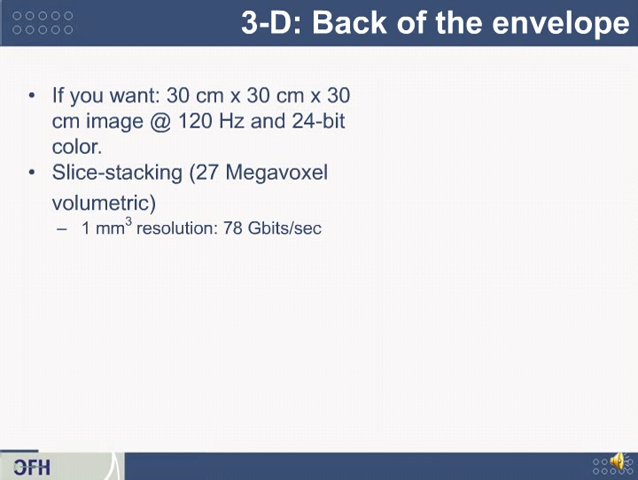 3-D: Back of the envelope
• If you want: 30 cm x 30 cm x 30
cm image @ 120 Hz and 24-bit
color.
• Slice-stacking (27 Megavoxel
volumetric)
– 1 mm³ resolution: 78 Gbits/sec
OFH